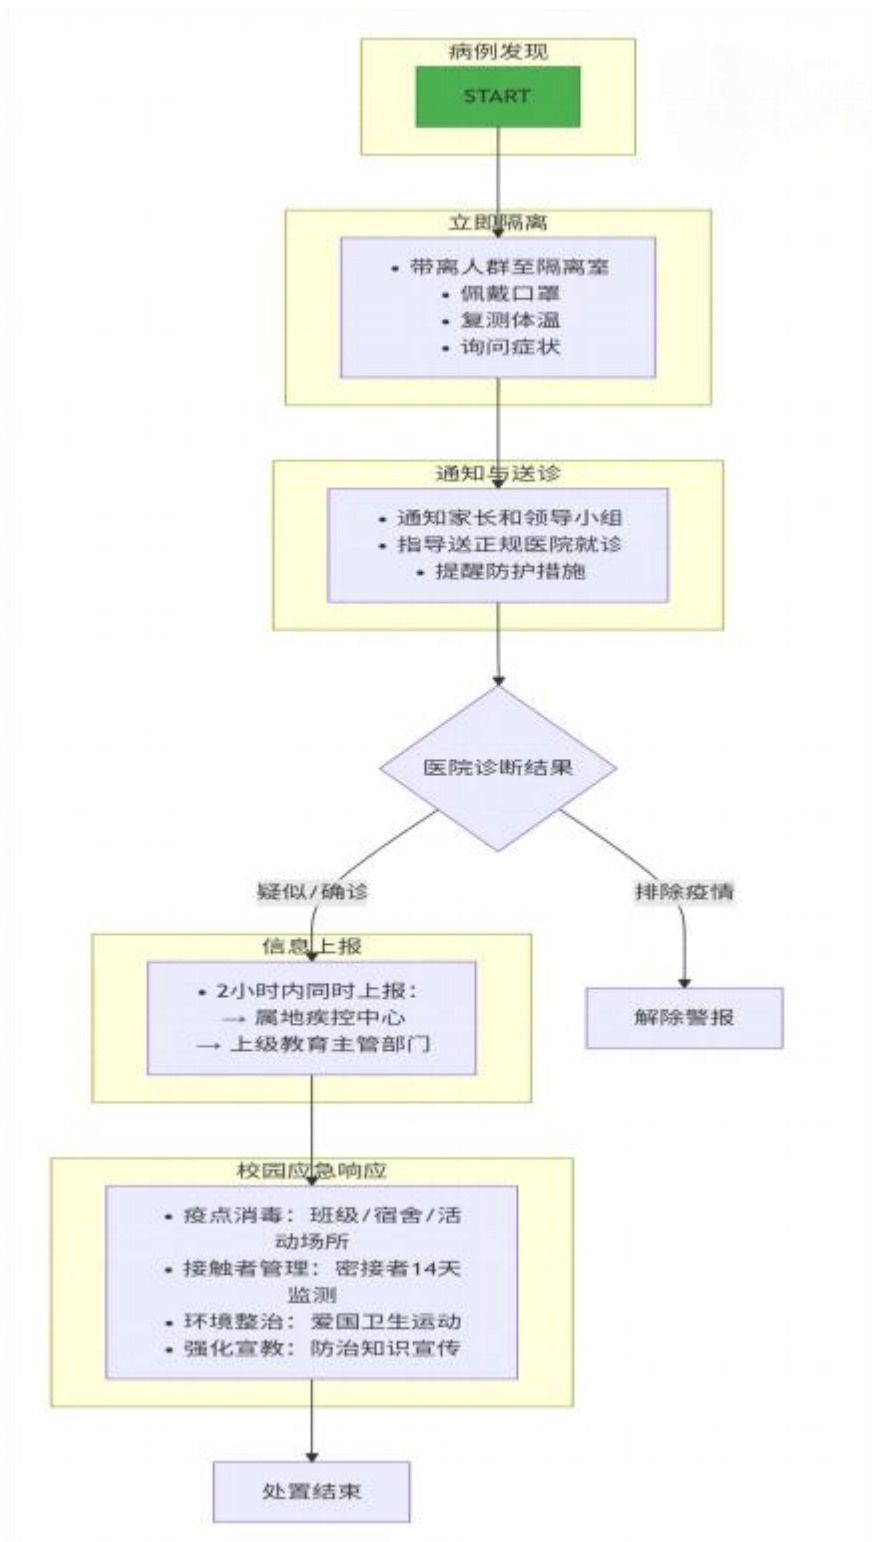 病例发现
START
立即隔离
• 带离人群至隔离室
• 佩戴口罩
• 复测体温
• 询问症状
通知与送诊
• 通知家长和领导小组
• 指导送正规医院就诊
• 提醒防护措施
医院诊断结果
疑似/确诊
排除疫情
信息上报
• 2小时内同时上报：
→ 属地疾控中心
→ 上级教育主管部门
解除警报
校园应急响应
• 疫点消毒：班级/宿舍/活
动场所
• 接触者管理：密接者14天
监测
• 环境整治：爱国卫生运动
• 强化宣教：防治知识宣传
处置结束